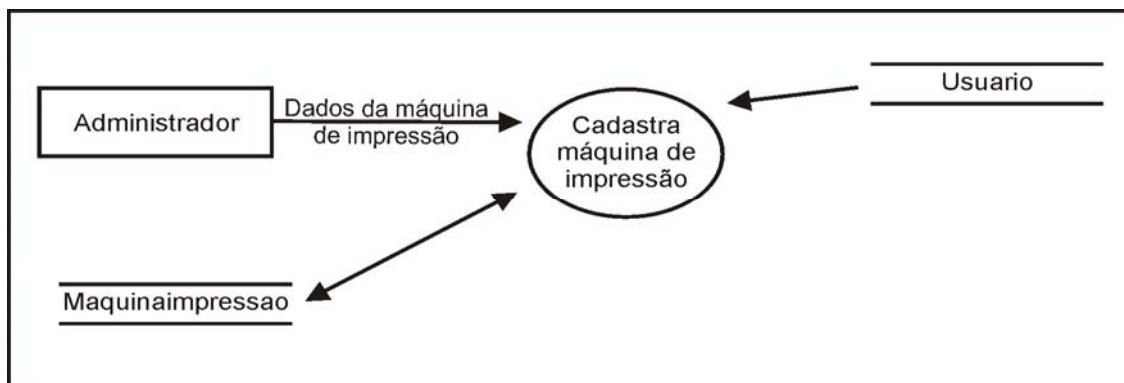 Administrador
Dados da máquina
de impressão
Cadastra
máquina de
impressão
Usuario
Maquinaimpressao